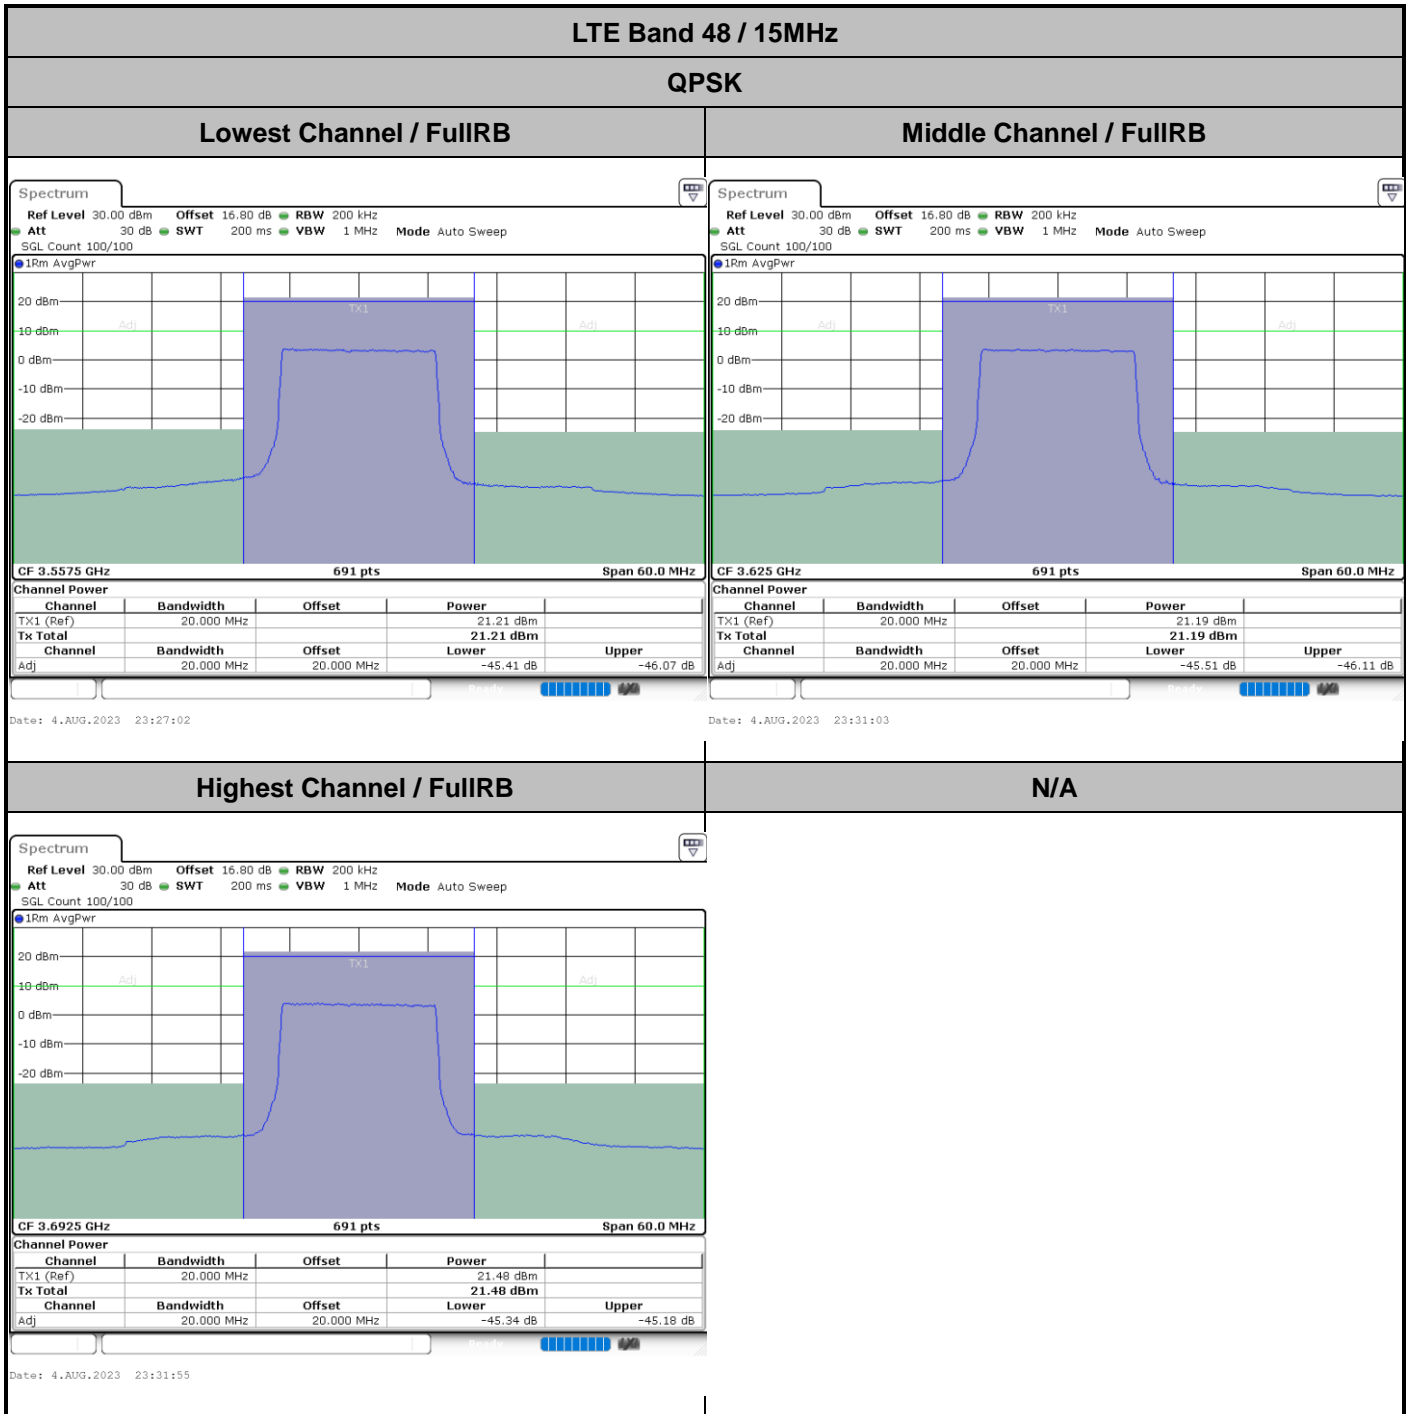 LTE Band 48 / 15MHz
QPSK
Lowest Channel / FullRB
Middle Channel / FullRB
Spectrum
Ref Level 30.00 dBm Offset 16.80 dB RBW 200 kHz
Att 30 dB SWT 200 ms VBW 1 MHz Mode Auto Sweep
SGL Count 100/100
1Rm AvgPwr
TX1
20 dBm
Adj
Adj
10 dBm
0 dBm
-10 dBm
-20 dBm
CF 3.5575 GHz 691 pts Span 60.0 MHz
Channel Power
Channel Bandwidth Offset Power
TX1 (Ref) 20.000 MHz 21.21 dBm
Tx Total 21.21 dBm
Channel Bandwidth Offset Lower Upper
Adj 20.000 MHz 20.000 MHz -45.41 dB -46.07 dB
Ready
Date: 4.AUG.2023 23:27:02
Spectrum
Ref Level 30.00 dBm Offset 16.80 dB RBW 200 kHz
Att 30 dB SWT 200 ms VBW 1 MHz Mode Auto Sweep
SGL Count 100/100
1Rm AvgPwr
TX1
20 dBm
Adj
Adj
10 dBm
0 dBm
-10 dBm
-20 dBm
CF 3.625 GHz 691 pts Span 60.0 MHz
Channel Power
Channel Bandwidth Offset Power
TX1 (Ref) 20.000 MHz 21.19 dBm
Tx Total 21.19 dBm
Channel Bandwidth Offset Lower Upper
Adj 20.000 MHz 20.000 MHz -45.51 dB -46.11 dB
Ready
Date: 4.AUG.2023 23:31:03
Highest Channel / FullRB
N/A
Spectrum
Ref Level 30.00 dBm Offset 16.80 dB RBW 200 kHz
Att 30 dB SWT 200 ms VBW 1 MHz Mode Auto Sweep
SGL Count 100/100
1Rm AvgPwr
20 dBm
TX1
Adj
Adj
10 dBm
0 dBm
-10 dBm
-20 dBm
CF 3.6925 GHz 691 pts Span 60.0 MHz
Channel Power
Channel Bandwidth Offset Power
TX1 (Ref) 20.000 MHz 21.48 dBm
Tx Total 21.48 dBm
Channel Bandwidth Offset Lower Upper
Adj 20.000 MHz 20.000 MHz -45.34 dB -45.18 dB
Ready
Date: 4.AUG.2023 23:31:55